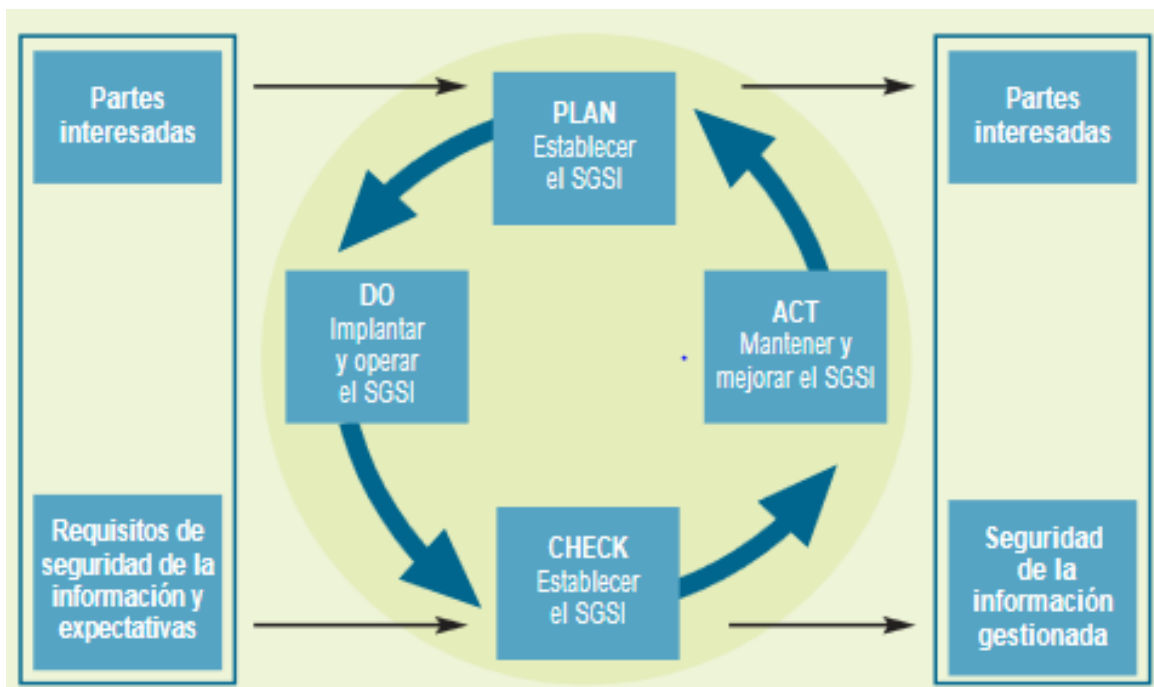 Partes
interesadas
Requisitos de
seguridad de la
información y
expectativas
PLAN
Establecer
el SGSI
DO
Implantar
y operar
el SGSI
CHECK
Establecer
el SGSI
ACT
Mantener y
mejorar el SGSI
Partes
interesadas
Seguridad
de la
información
gestionada